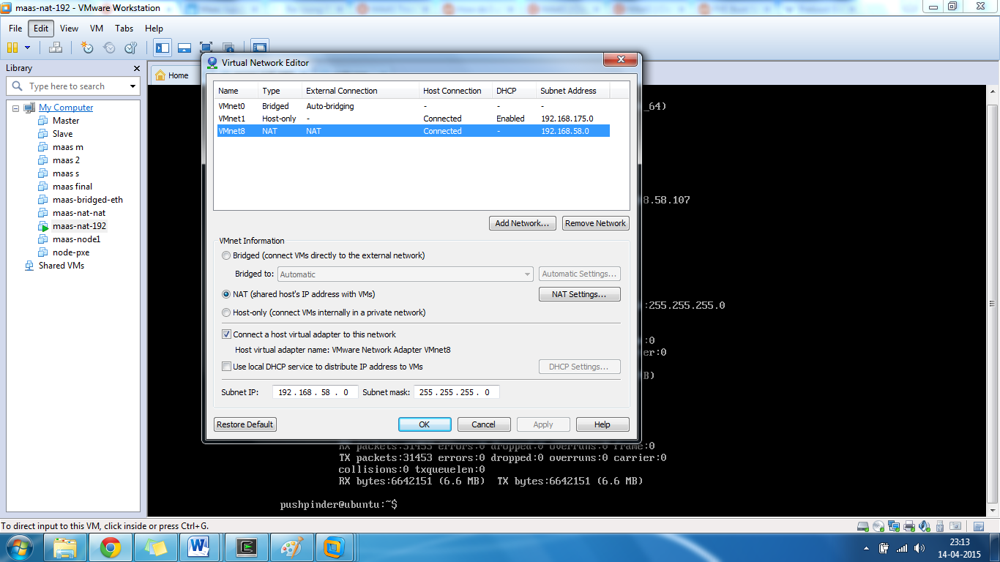 maas-nat-192 - VMware Workstation
File Edit View VM Tabs Help
Library
Type here to search
My Computer
Master
Slave
maas m
maas 2
maas s
maas final
maas-bridged-eth
maas-nat-nat
maas-nat-192
maas-node1
node-pxe
Shared VMs
Home
Virtual Network Editor
Name Type External Connection Host Connection DHCP Subnet Address
VMnet0 Bridged Auto-bridging - - -
VMnet1 Host-only - Connected Enabled 192.168.175.0
VMnet8 NAT NAT Connected - 192.168.58.0
Add Network... Remove Network
VMnet Information
Bridged (connect VMs directly to the external network)
Bridged to: Automatic Automatic Settings...
NAT (shared host's IP address with VMs) NAT Settings...
Host-only (connect VMs internally in a private network)
Connect a host virtual adapter to this network
Host virtual adapter name: VMware Network Adapter VMnet8
Use local DHCP service to distribute IP address to VMs DHCP Settings...
Subnet IP: 192 . 168 . 58 . 0 Subnet mask: 255 . 255 . 255 . 0
Restore Default OK Cancel Apply Help
_64)
8.58.107
:255.255.255.0
:0
er:0
B)
RX packets:31453 errors:0 dropped:0 overruns:0 frame:0
TX packets:31453 errors:0 dropped:0 overruns:0 carrier:0
collisions:0 txqueuelen:0
RX bytes:6642151 (6.6 MB) TX bytes:6642151 (6.6 MB)
pushpinder@ubuntu:~$
To direct input to this VM, click inside or press Ctrl+G.
23:13
14-04-2015